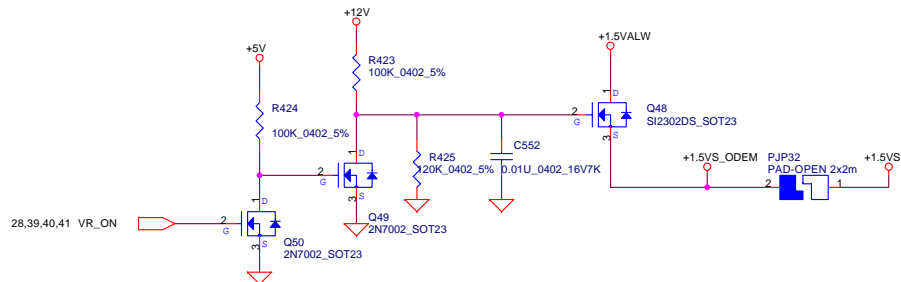 +12V
+1.5VALW
+5V
R423
100K_0402_5%
R424
100K_0402_5%
1
D
2
G
Q48
SI2302DS_SOT23
S
3
C552
0.01U_0402_16V7K
R425
120K_0402_5%
1
D
2
G
S
3
Q49
2N7002_SOT23
+1.5VS_ODEM
PJP32
PAD-OPEN 2x2m
+1.5VS
2
1
28,39,40,41 VR_ON
1
D
2
G
S
3
Q50
2N7002_SOT23